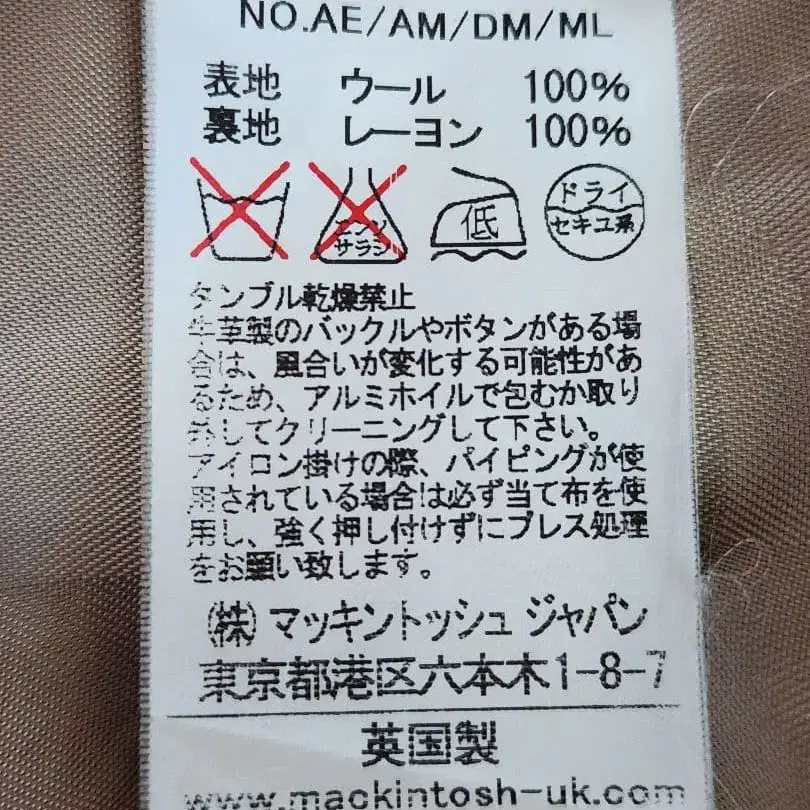 NO.AE/AM/DM/ML
表地 ウール 100%
裏地 レーヨン 100%
エンソ
サラシ
低
ドライ
セキユ系
タンブル乾燥禁止
牛革製のバックルやボタンがある場
合は、風合いが変化する可能性があ
るため、アルミホイルで包むか取り
外してクリーニングして下さい。
アイロン掛けの際、パイピングが使
用されている場合は必ず当て布を使
用し、強く押し付けずにプレス処理
をお願い致します。
㈱マッキントッシュ ジャパン
東京都港区六本木1-8-7
英国製
www.mackintosh-uk.com